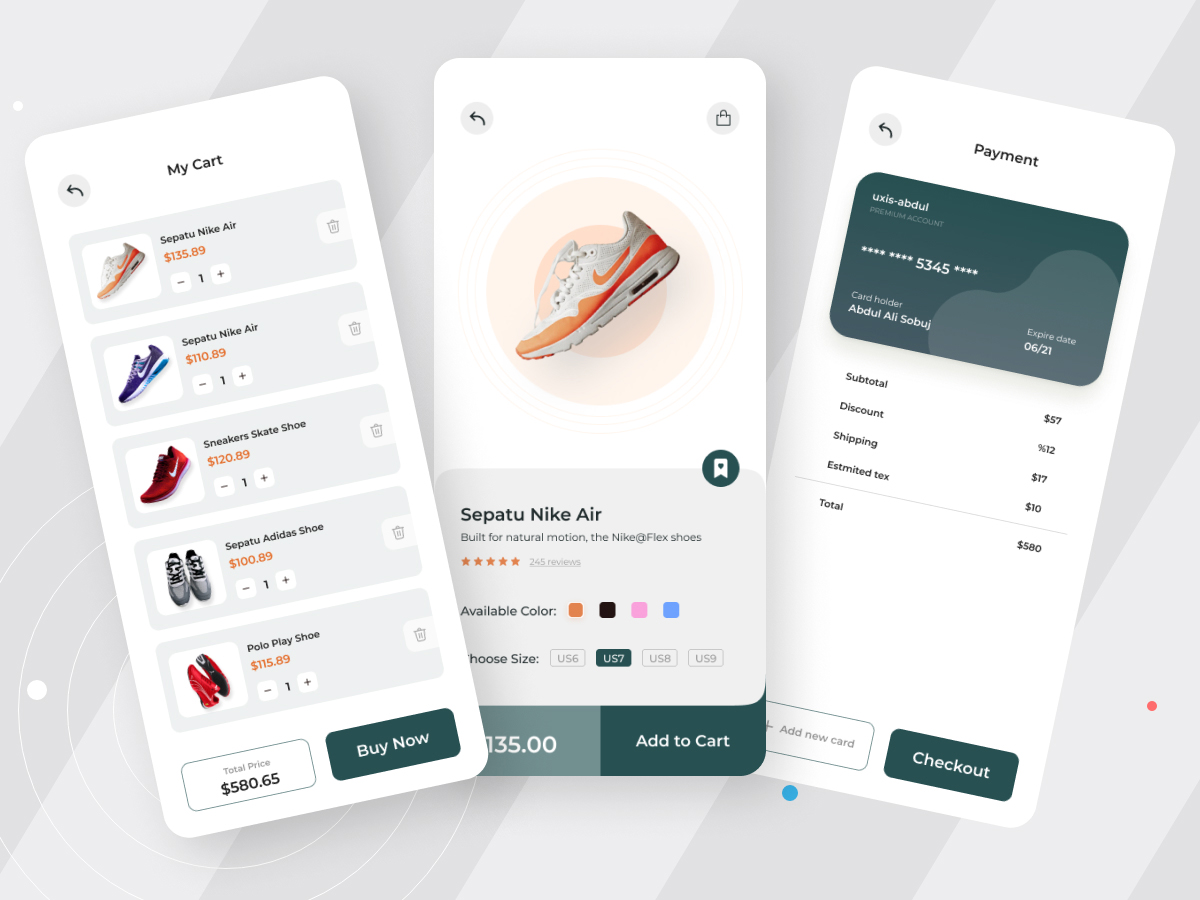 My Cart
Sepatu Nike Air
$135.89
− 1 +
Sepatu Nike Air
$110.89
− 1 +
Sneakers Skate Shoe
$120.89
− 1 +
Sepatu Adidas Shoe
$100.89
− 1 +
Polo Play Shoe
$115.89
− 1 +
Total Price
$580.65
Buy Now
Sepatu Nike Air
Built for natural motion, the Nike@Flex shoes
245 reviews
Available Color:
hoose Size: US6 US7 US8 US9
135.00
Add to Cart
Payment
uxis-abdul
PREMIUM ACCOUNT
**** **** 5345 ****
Card holder
Abdul Ali Sobuj
Expire date
06/21
Subtotal $57
Discount %12
Shipping $17
Estmited tex $10
Total $580
+ Add new card
Checkout